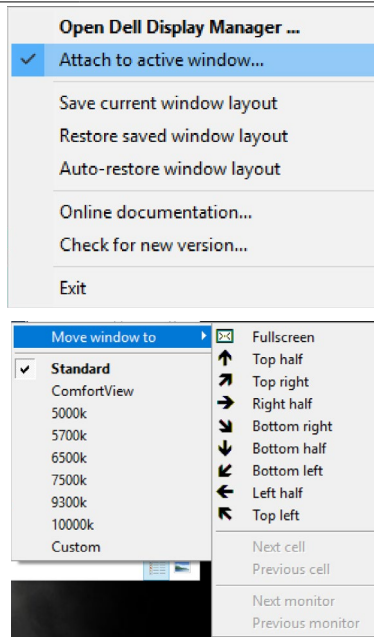 Open Dell Display Manager ...
Attach to active window...
Save current window layout
Restore saved window layout
Auto-restore window layout
Online documentation...
Check for new version...
Exit
Move window to
Standard
ComfortView
5000k
5700k
6500k
7500k
9300k
10000k
Custom
Fullscreen
Top half
Top right
Right half
Bottom right
Bottom half
Bottom left
Left half
Top left
Next cell
Previous cell
Next monitor
Previous monitor